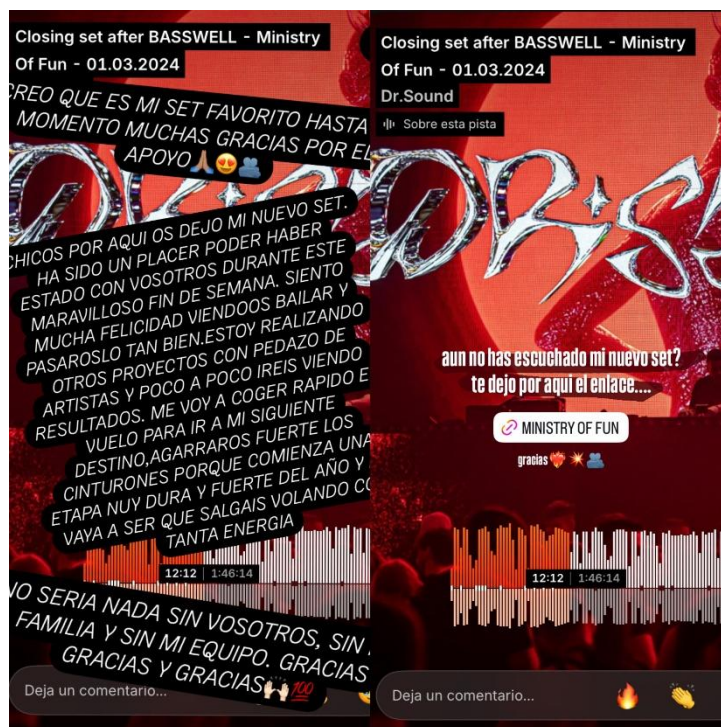 Closing set after BASSWELL - Ministry
Of Fun - 01.03.2024
CREO QUE ES MI SET FAVORITO HASTA
MOMENTO MUCHAS GRACIAS POR EL
APOYO🙏🏽😍🫂
CHICOS POR AQUI OS DEJO MI NUEVO SET.
HA SIDO UN PLACER PODER HABER
ESTADO CON VOSOTROS DURANTE ESTE
MARAVILLOSO FIN DE SEMANA. SIENTO
MUCHA FELICIDAD VIENDOOS BAILAR Y
PASAROSLO TAN BIEN.ESTOY REALIZANDO
OTROS PROYECTOS CON PEDAZO DE
ARTISTAS Y POCO A POCO IREIS VIENDO
RESULTADOS. ME VOY A COGER RAPIDO E
VUELO PARA IR A MI SIGUIENTE
DESTINO,AGARRAROS FUERTE LOS
CINTURONES PORQUE COMIENZA UNA
ETAPA NUY DURA Y FUERTE DEL AÑO Y
VAYA A SER QUE SALGAIS VOLANDO CO
TANTA ENERGIA
12:12 | 1:46:14
NO SERIA NADA SIN VOSOTROS, SIN
FAMILIA Y SIN MI EQUIPO. GRACIAS
GRACIAS Y GRACIAS🙌🏻💯
Deja un comentario...
Closing set after BASSWELL - Ministry
Of Fun - 01.03.2024
Dr.Sound
Sobre esta pista
DR.S
aun no has escuchado mi nuevo set?
te dejo por aqui el enlace....
MINISTRY OF FUN
gracias❤️‍🔥💥🫂
12:12 | 1:46:14
Deja un comentario... 🔥 👏